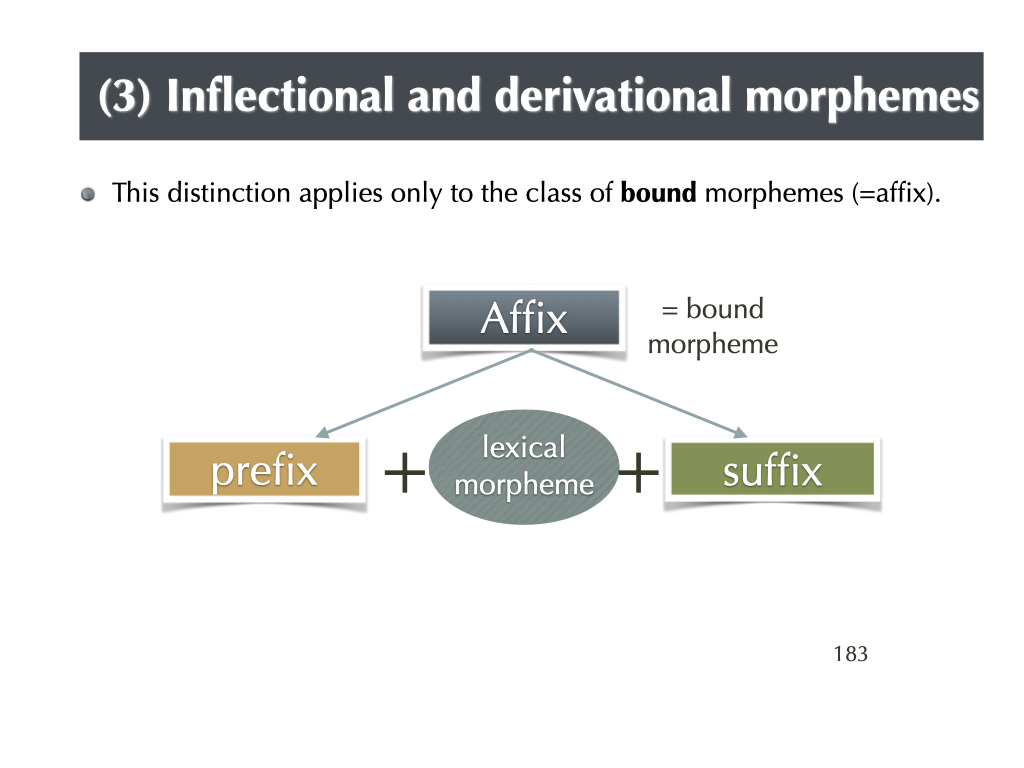 (3) Inflectional and derivational morphemes
This distinction applies only to the class of bound morphemes (=affix).
Affix
= bound
morpheme
prefix
+
lexical
morpheme
+
suffix
183